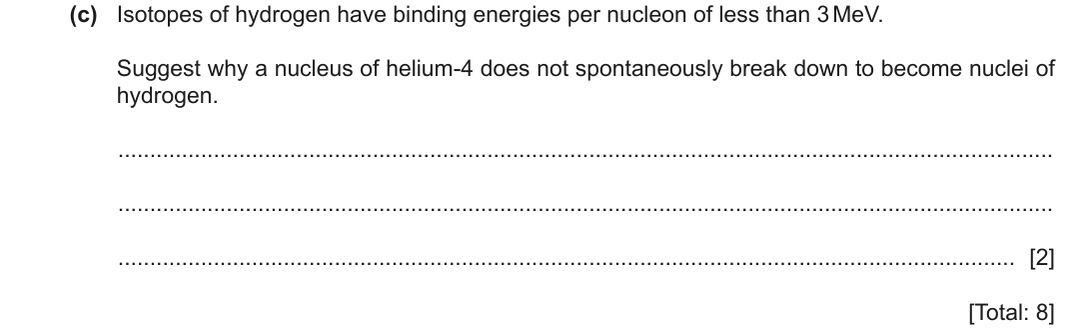 (c) Isotopes of hydrogen have binding energies per nucleon of less than 3 MeV.
Suggest why a nucleus of helium-4 does not spontaneously break down to become nuclei of
hydrogen.
..........................................................................................................................................
..........................................................................................................................................
..................................................................................................................................... [2]
[Total: 8]